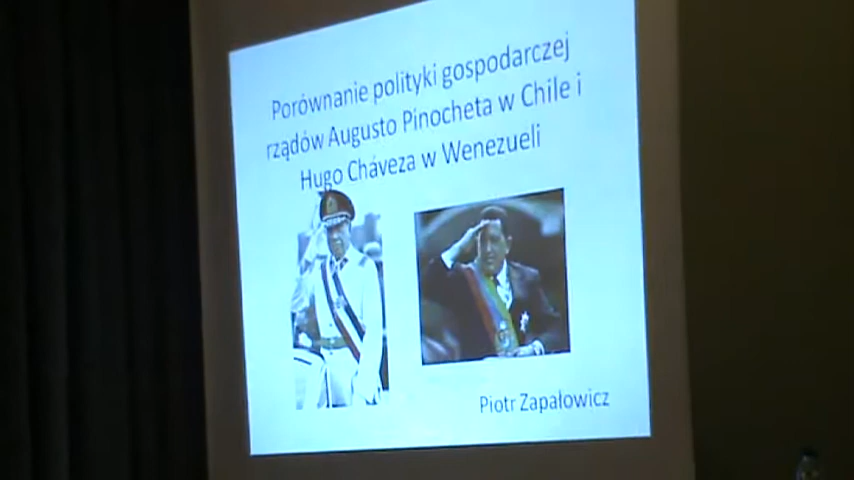 Porównanie polityki gospodarczej
rządów Augusto Pinocheta w Chile i
Hugo Cháveza w Wenezueli
Piotr Zapałowicz